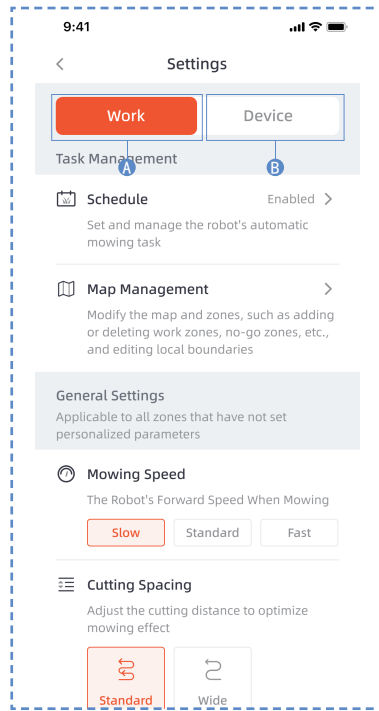 9:41
Settings
Work
Device
Task Management
A
B
Schedule
Enabled
Set and manage the robot's automatic
mowing task
Map Management
Modify the map and zones, such as adding
or deleting work zones, no-go zones, etc.,
and editing local boundaries
General Settings
Applicable to all zones that have not set
personalized parameters
Mowing Speed
The Robot's Forward Speed When Mowing
Slow
Standard
Fast
Cutting Spacing
Adjust the cutting distance to optimize
mowing effect
Standard
Wide